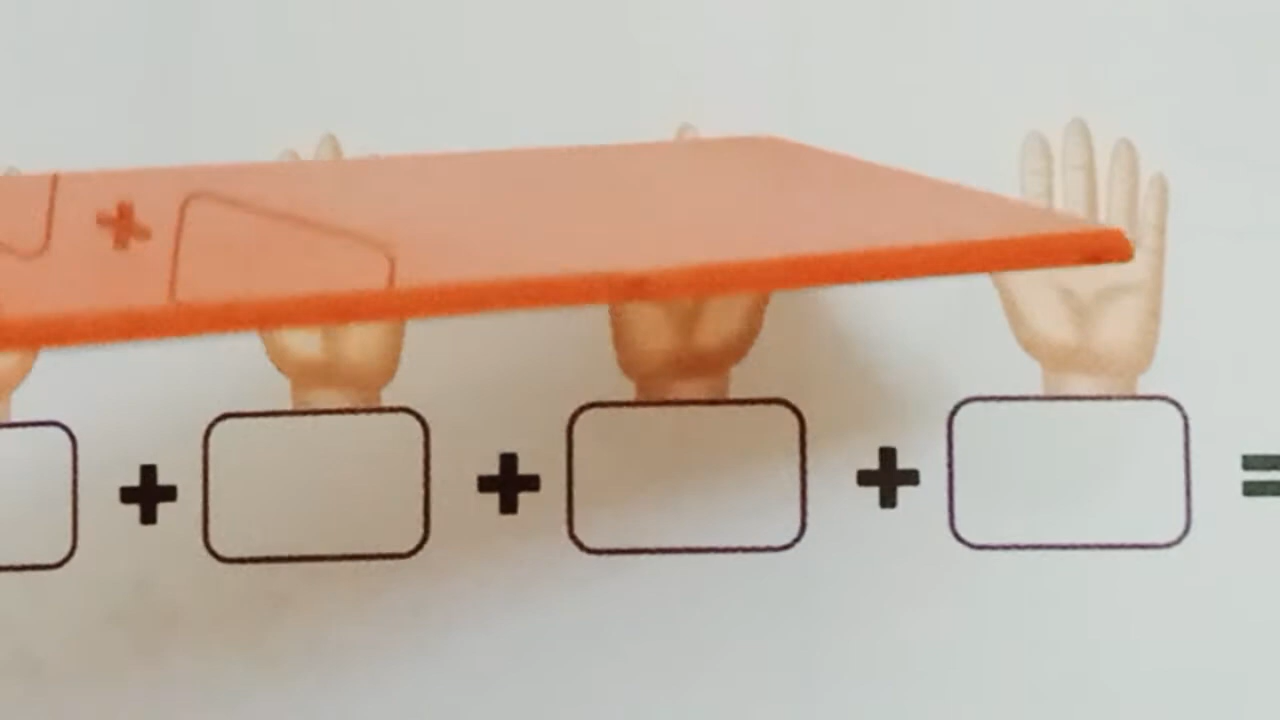 + + + =